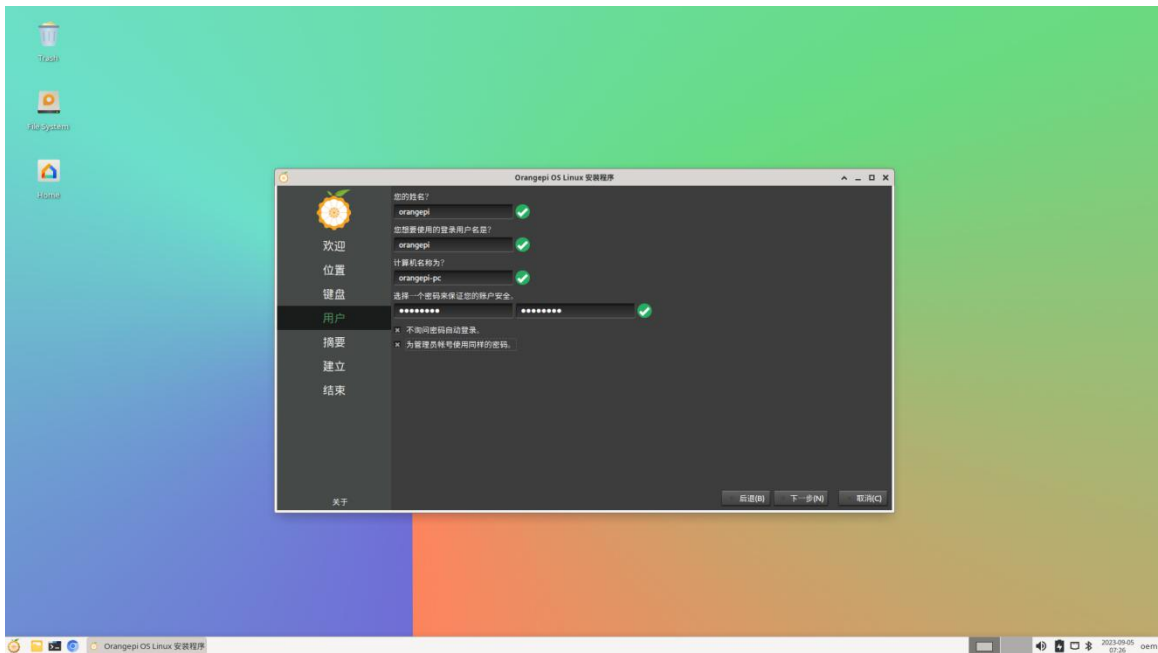 Trash
File System
Home
Orangepi OS Linux 安装程序
欢迎
位置
键盘
用户
摘要
建立
结束
关于
您的姓名?
orangepi
您想要使用的登录用户名是?
orangepi
计算机名称为?
orangepi-pc
选择一个密码来保证您的账户安全。
不询问密码自动登录。
为管理员帐号使用同样的密码。
后退(B) 下一步(N) 取消(C)
Orangepi OS Linux 安装程序
2023-09-05
07:26
oem